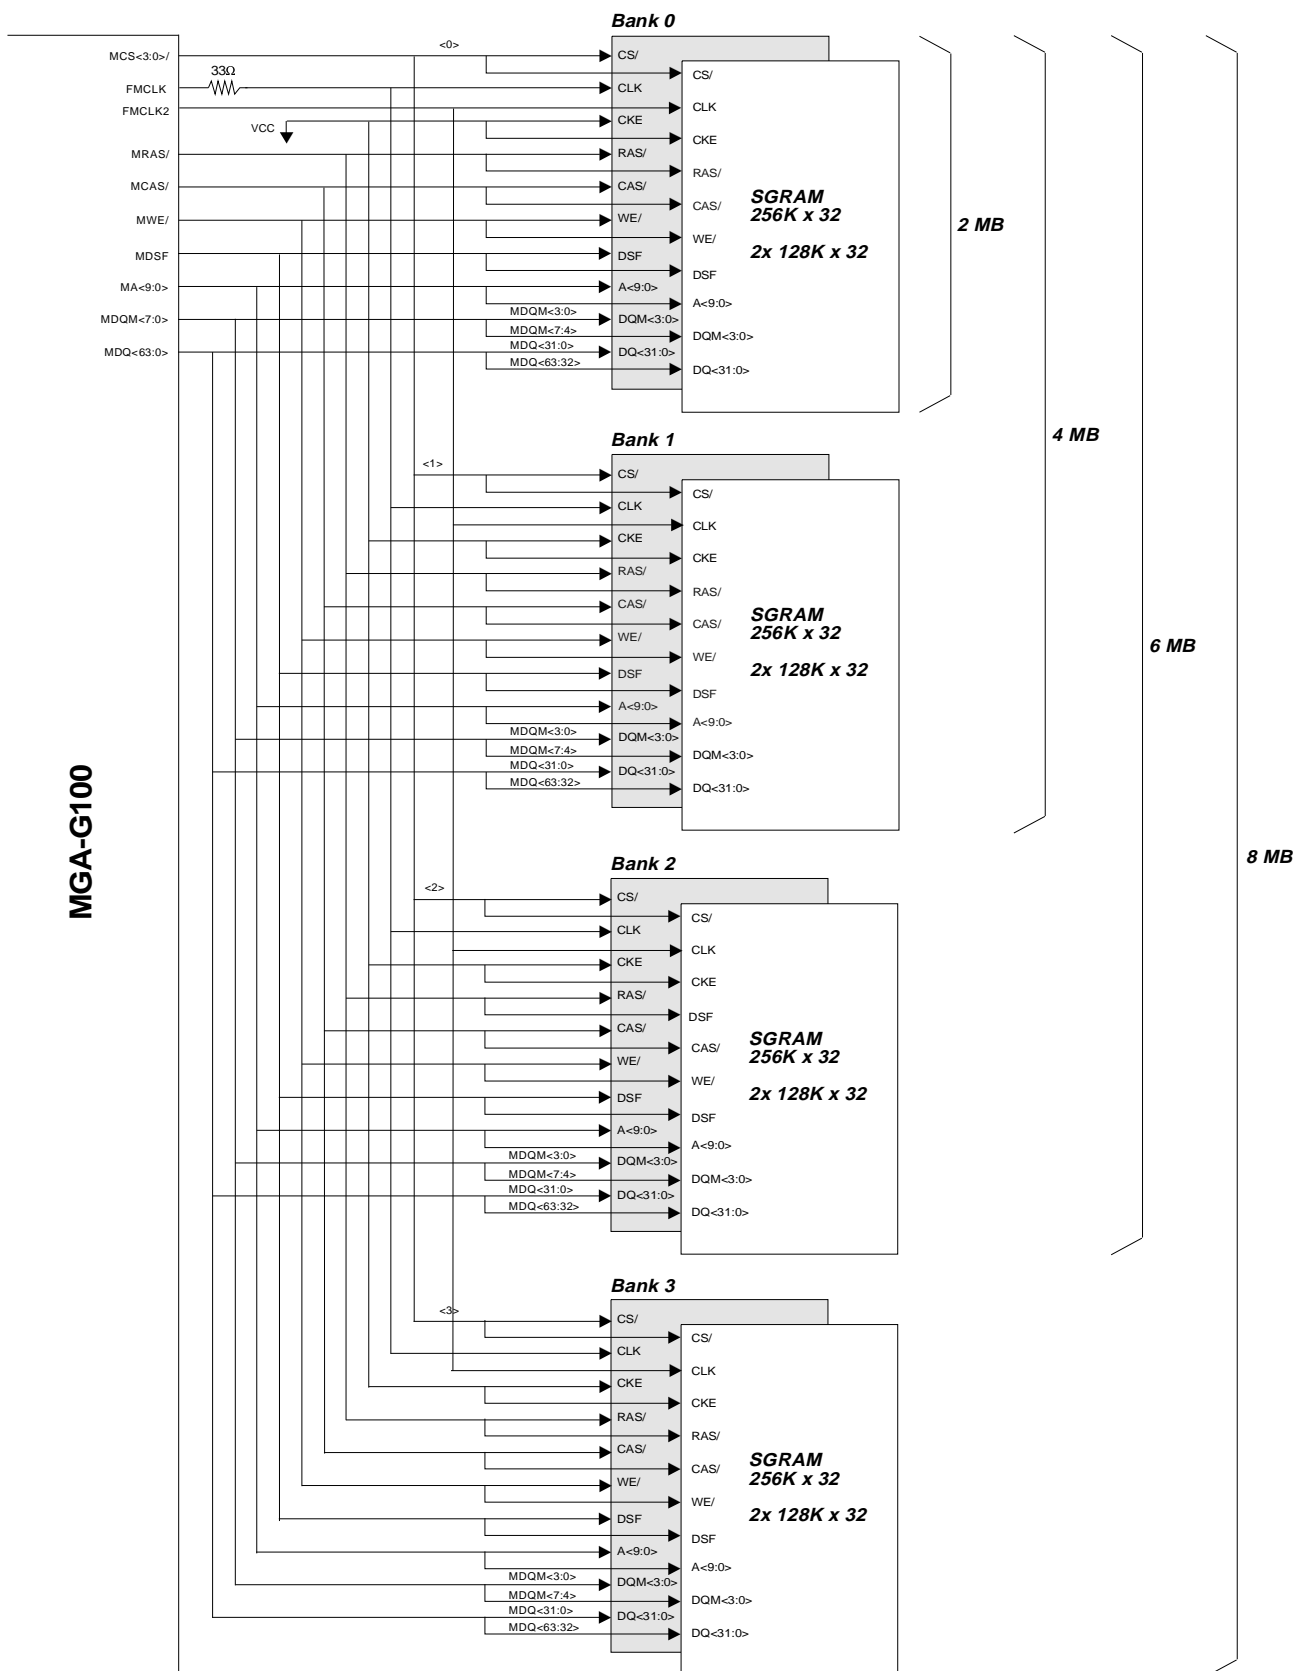 MGA-G100
MCS<3:0>/
FMCLK
FMCLK2
MRAS/
MCAS/
MWE/
MDSF
MA<9:0>
MDQM<7:0>
MDQ<63:0>
33Ω
VCC
Bank 0
<0>
CS/
CLK
CKE
RAS/
CAS/
WE/
DSF
A<9:0>
MDQM<3:0>
DQM<3:0>
MDQM<7:4>
MDQ<31:0>
DQ<31:0>
MDQ<63:32>
CS/
CLK
CKE
RAS/
CAS/
WE/
DSF
A<9:0>
DQM<3:0>
DQ<31:0>
SGRAM
256K x 32
2x 128K x 32
2 MB
Bank 1
<1>
CS/
CLK
CKE
RAS/
CAS/
WE/
DSF
A<9:0>
MDQM<3:0>
DQM<3:0>
MDQM<7:4>
MDQ<31:0>
DQ<31:0>
MDQ<63:32>
CS/
CLK
CKE
RAS/
CAS/
WE/
DSF
A<9:0>
DQM<3:0>
DQ<31:0>
SGRAM
256K x 32
2x 128K x 32
4 MB
Bank 2
<2>
CS/
CLK
CKE
RAS/
CAS/
WE/
DSF
A<9:0>
MDQM<3:0>
DQM<3:0>
MDQM<7:4>
MDQ<31:0>
DQ<31:0>
MDQ<63:32>
CS/
CLK
CKE
DSF
CAS/
WE/
DSF
A<9:0>
DQM<3:0>
DQ<31:0>
SGRAM
256K x 32
2x 128K x 32
6 MB
Bank 3
<3>
CS/
CLK
CKE
RAS/
CAS/
WE/
DSF
A<9:0>
MDQM<3:0>
DQM<3:0>
MDQM<7:4>
MDQ<31:0>
DQ<31:0>
MDQ<63:32>
CS/
CLK
CKE
RAS/
CAS/
WE/
DSF
A<9:0>
DQM<3:0>
DQ<31:0>
SGRAM
256K x 32
2x 128K x 32
8 MB